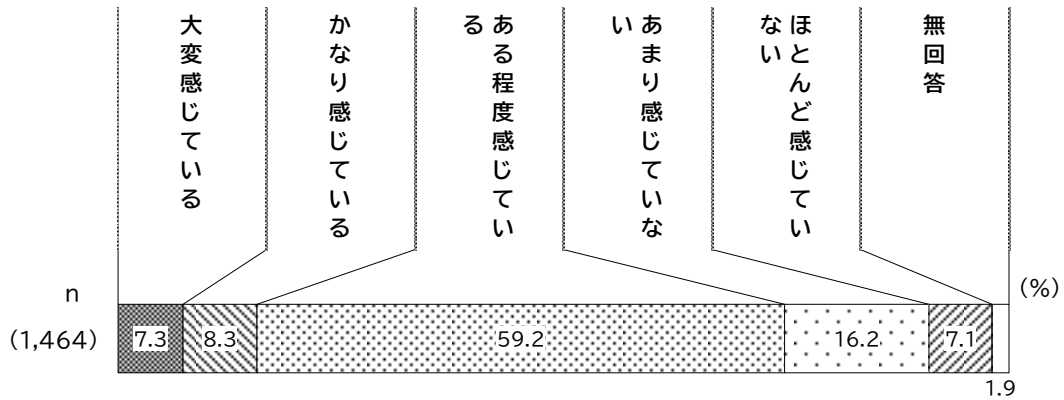 大変感じている
かなり感じている
ある程度感じてい
る
あまり感じていな
い
ほとんど感じてい
ない
無回答
n
(%)
(1,464)
7.3
8.3
59.2
16.2
7.1
1.9